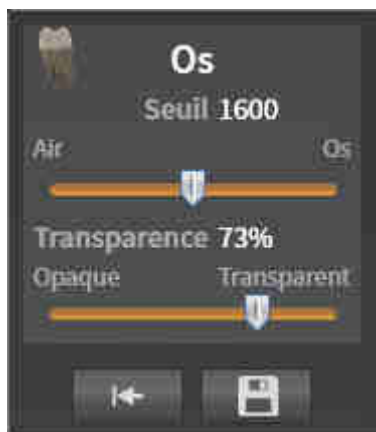 Os
Seuil 1600
Air Os
Transparence 73%
Opaque Transparent